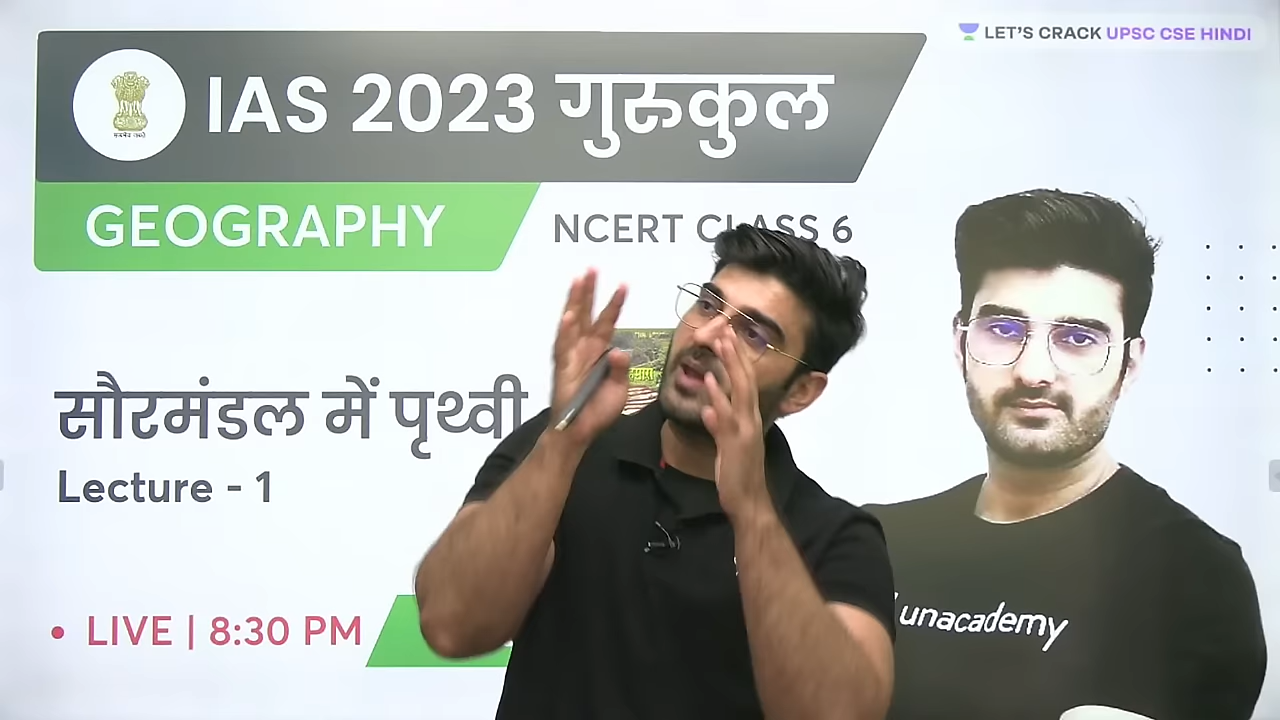 LET'S CRACK UPSC CSE HINDI
IAS 2023 गुरुकुल
GEOGRAPHY
NCERT CLASS 6
सौरमंडल में पृथ्वी
Lecture - 1
• LIVE | 8:30 PM
unacademy